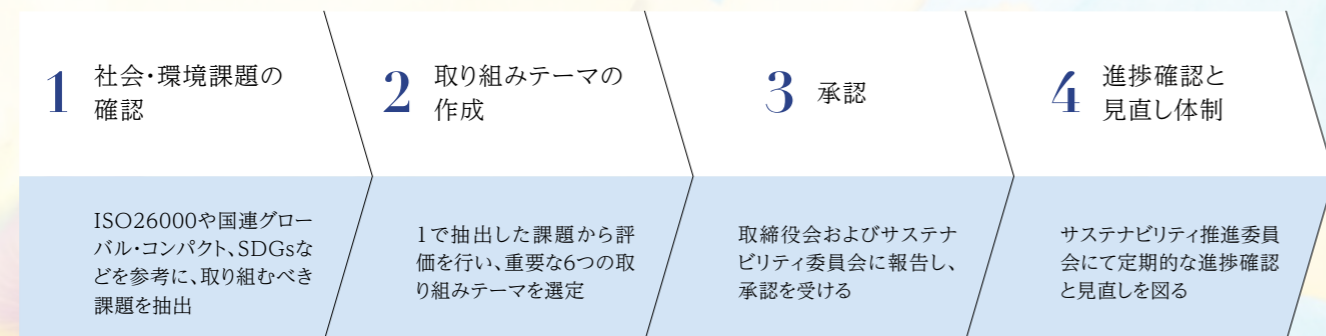 1
社会・環境課題の
確認
ISO26000や国連グロー
バル・コンパクト、SDGsな
どを参考に、取り組むべき
課題を抽出
2
取り組みテーマの
作成
1で抽出した課題から評
価を行い、重要な6つの取
り組みテーマを選定
3
承認
取締役会およびサステナ
ビリティ委員会に報告し、
承認を受ける
4
進捗確認と
見直し体制
サステナビリティ推進委員
会にて定期的な進捗確認
と見直しを図る